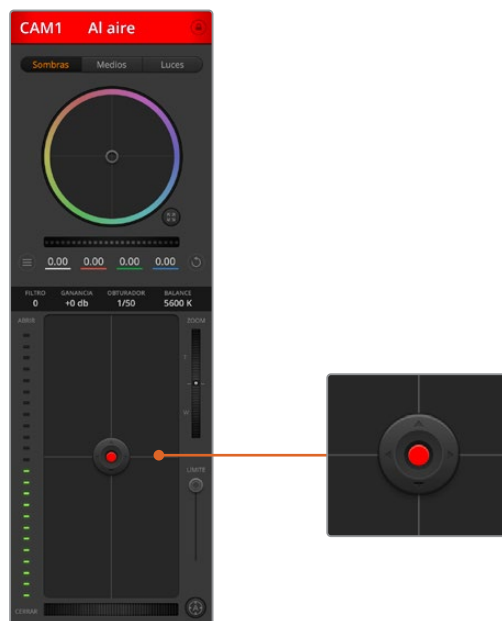 CAM1 Al aire
Sombras Medios Luces
0.00 0.00 0.00 0.00
FILTRO GANANCIA OBTURADOR BALANCE
0 +0 db 1/50 5600 K
ABRIR ZOOM
T
W
LÍMITE
CERRAR